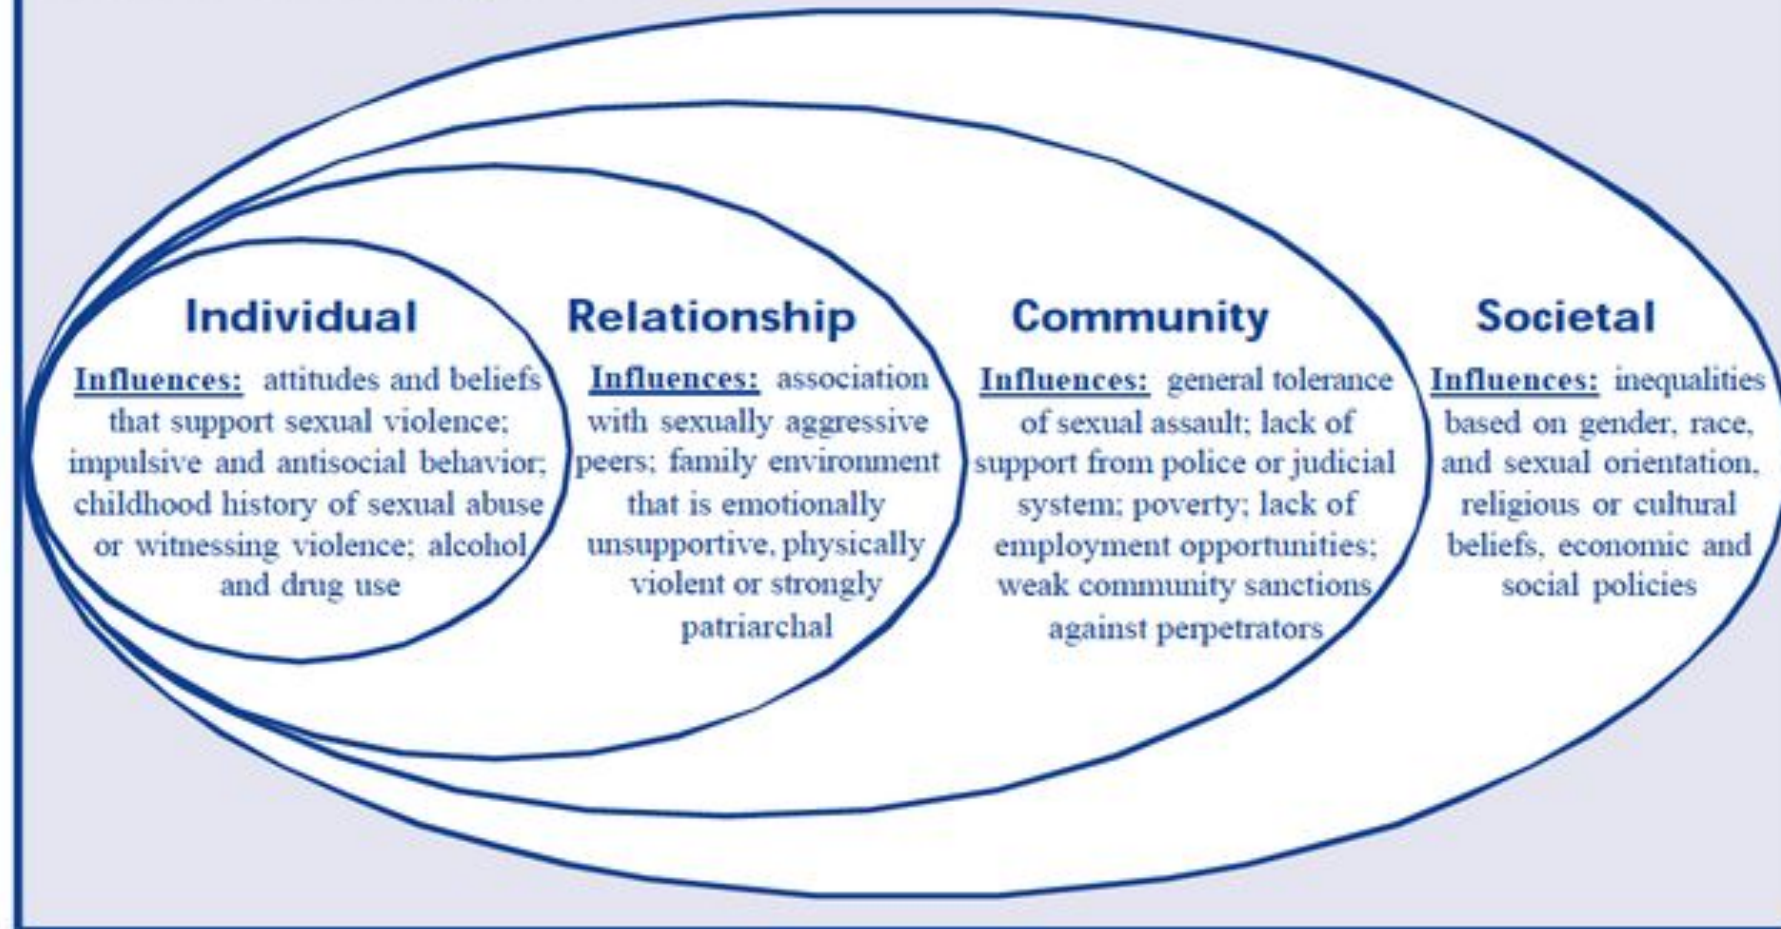 Individual
Influences: attitudes and beliefs
that support sexual violence;
impulsive and antisocial behavior;
childhood history of sexual abuse
or witnessing violence; alcohol
and drug use
Relationship
Influences: association
with sexually aggressive
peers; family environment
that is emotionally
unsupportive, physically
violent or strongly
patriarchal
Community
Influences: general tolerance
of sexual assault; lack of
support from police or judicial
system; poverty; lack of
employment opportunities;
weak community sanctions
against perpetrators
Societal
Influences: inequalities
based on gender, race,
and sexual orientation,
religious or cultural
beliefs, economic and
social policies